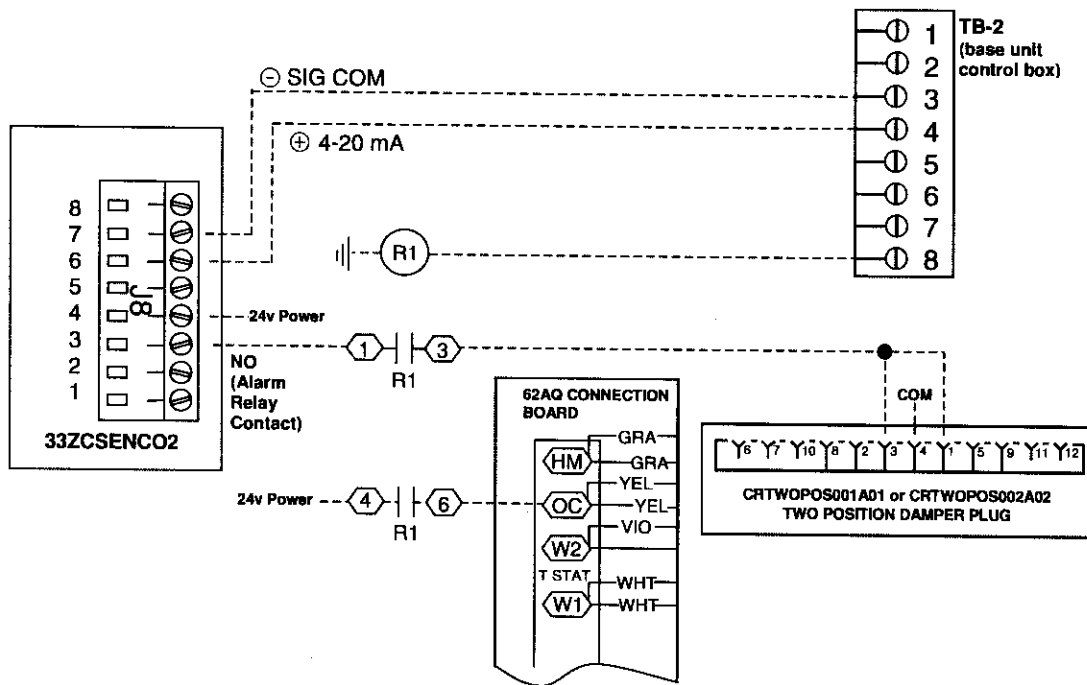 ⊖ SIG COM
⊕ 4-20 mA
TB-2
(base unit
control box)
1
2
3
4
5
6
7
8
8
7
6
5
4
3
2
1
J8
33ZCSENCO2
24v Power
NO
(Alarm
Relay
Contact)
R1
1
3
R1
24v Power
4
6
R1
62AQ CONNECTION
BOARD
HM
GRA
GRA
OC
YEL
YEL
W2
VIO
T STAT
W1
WHT
WHT
COM
6 7 10 8 2 3 4 1 5 9 11 12
CRTWOPOS001A01 or CRTWOPOS002A02
TWO POSITION DAMPER PLUG